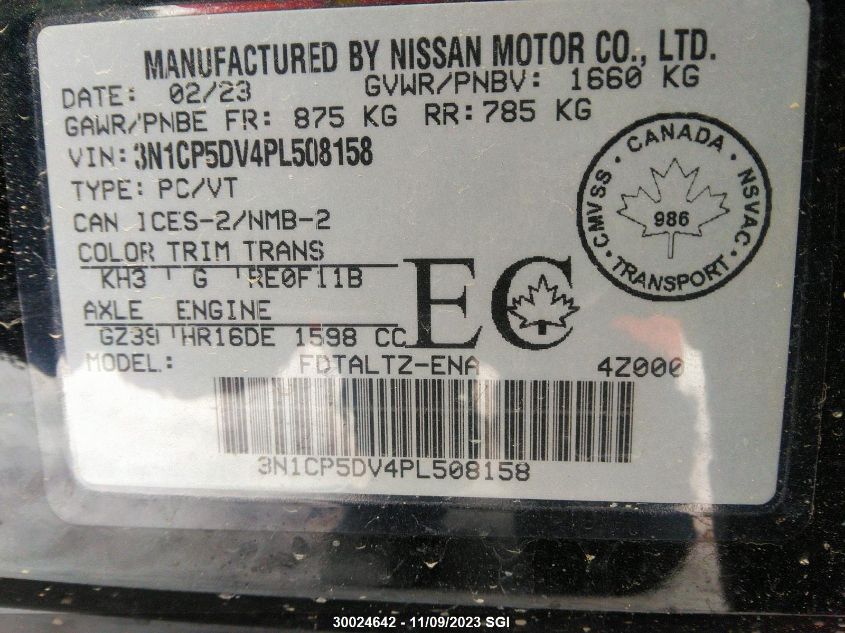 MANUFACTURED BY NISSAN MOTOR CO., LTD.
DATE: 02/23 GVWR/PNBV: 1660 KG
GAWR/PNBE FR: 875 KG RR:785 KG
VIN:3N1CP5DV4PL508158
TYPE: PC/VT
CAN ICES-2/NMB-2
COLOR TRIM TRANS
KH3 G RE0F11B
AXLE ENGINE
GZ39 HR16DE 1598 CC
MODEL: FDTALTZ-ENA 4Z000
EC
CANADA
CMVSS • NSVAC
986
TRANSPORT
3N1CP5DV4PL508158
30024642 - 11/09/2023 SGI